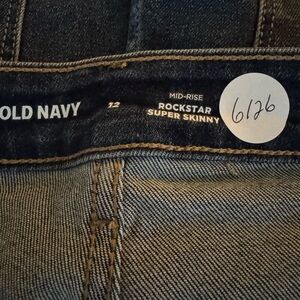 OLD NAVY
12
MID-RISE
ROCKSTAR
SUPER SKINNY
6126